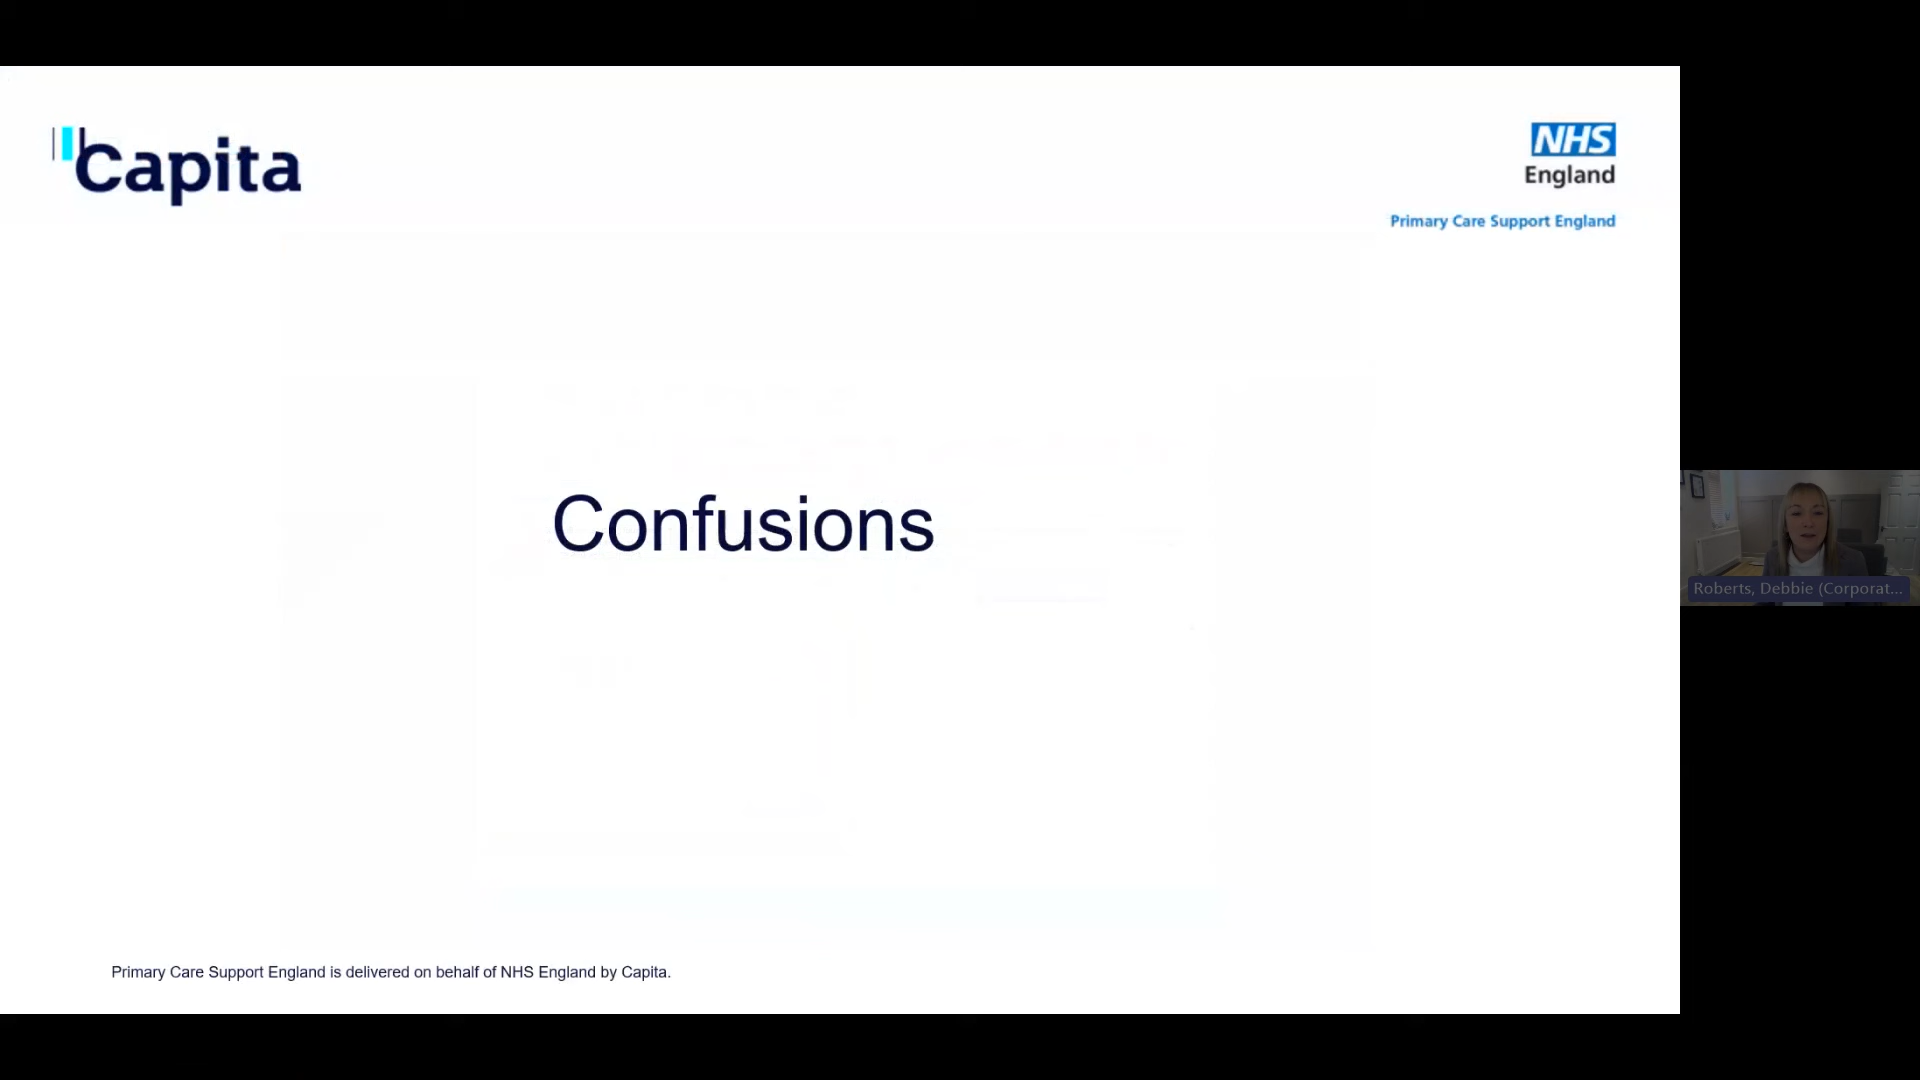 Capita
NHS
England
Primary Care Support England
Confusions
Roberts, Debbie (Corporat...
Primary Care Support England is delivered on behalf of NHS England by Capita.